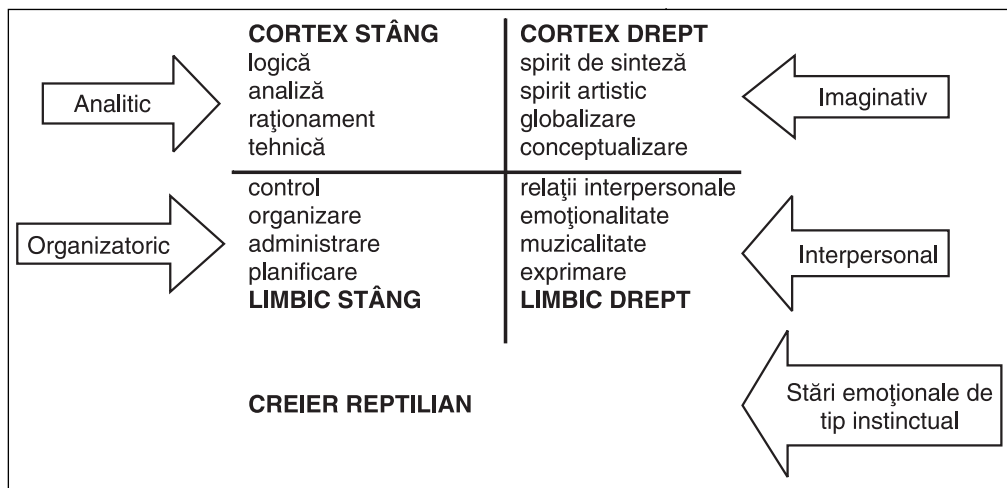 CORTEX STÂNG
logică
analiză
raţionament
tehnică
CORTEX DREPT
spirit de sinteză
spirit artistic
globalizare
conceptualizare
Analitic
Imaginativ
control
organizare
administrare
planificare
LIMBIC STÂNG
relaţii interpersonale
emoţionalitate
muzicalitate
exprimare
LIMBIC DREPT
Organizatoric
Interpersonal
CREIER REPTILIAN
Stări emoţionale de
tip instinctual